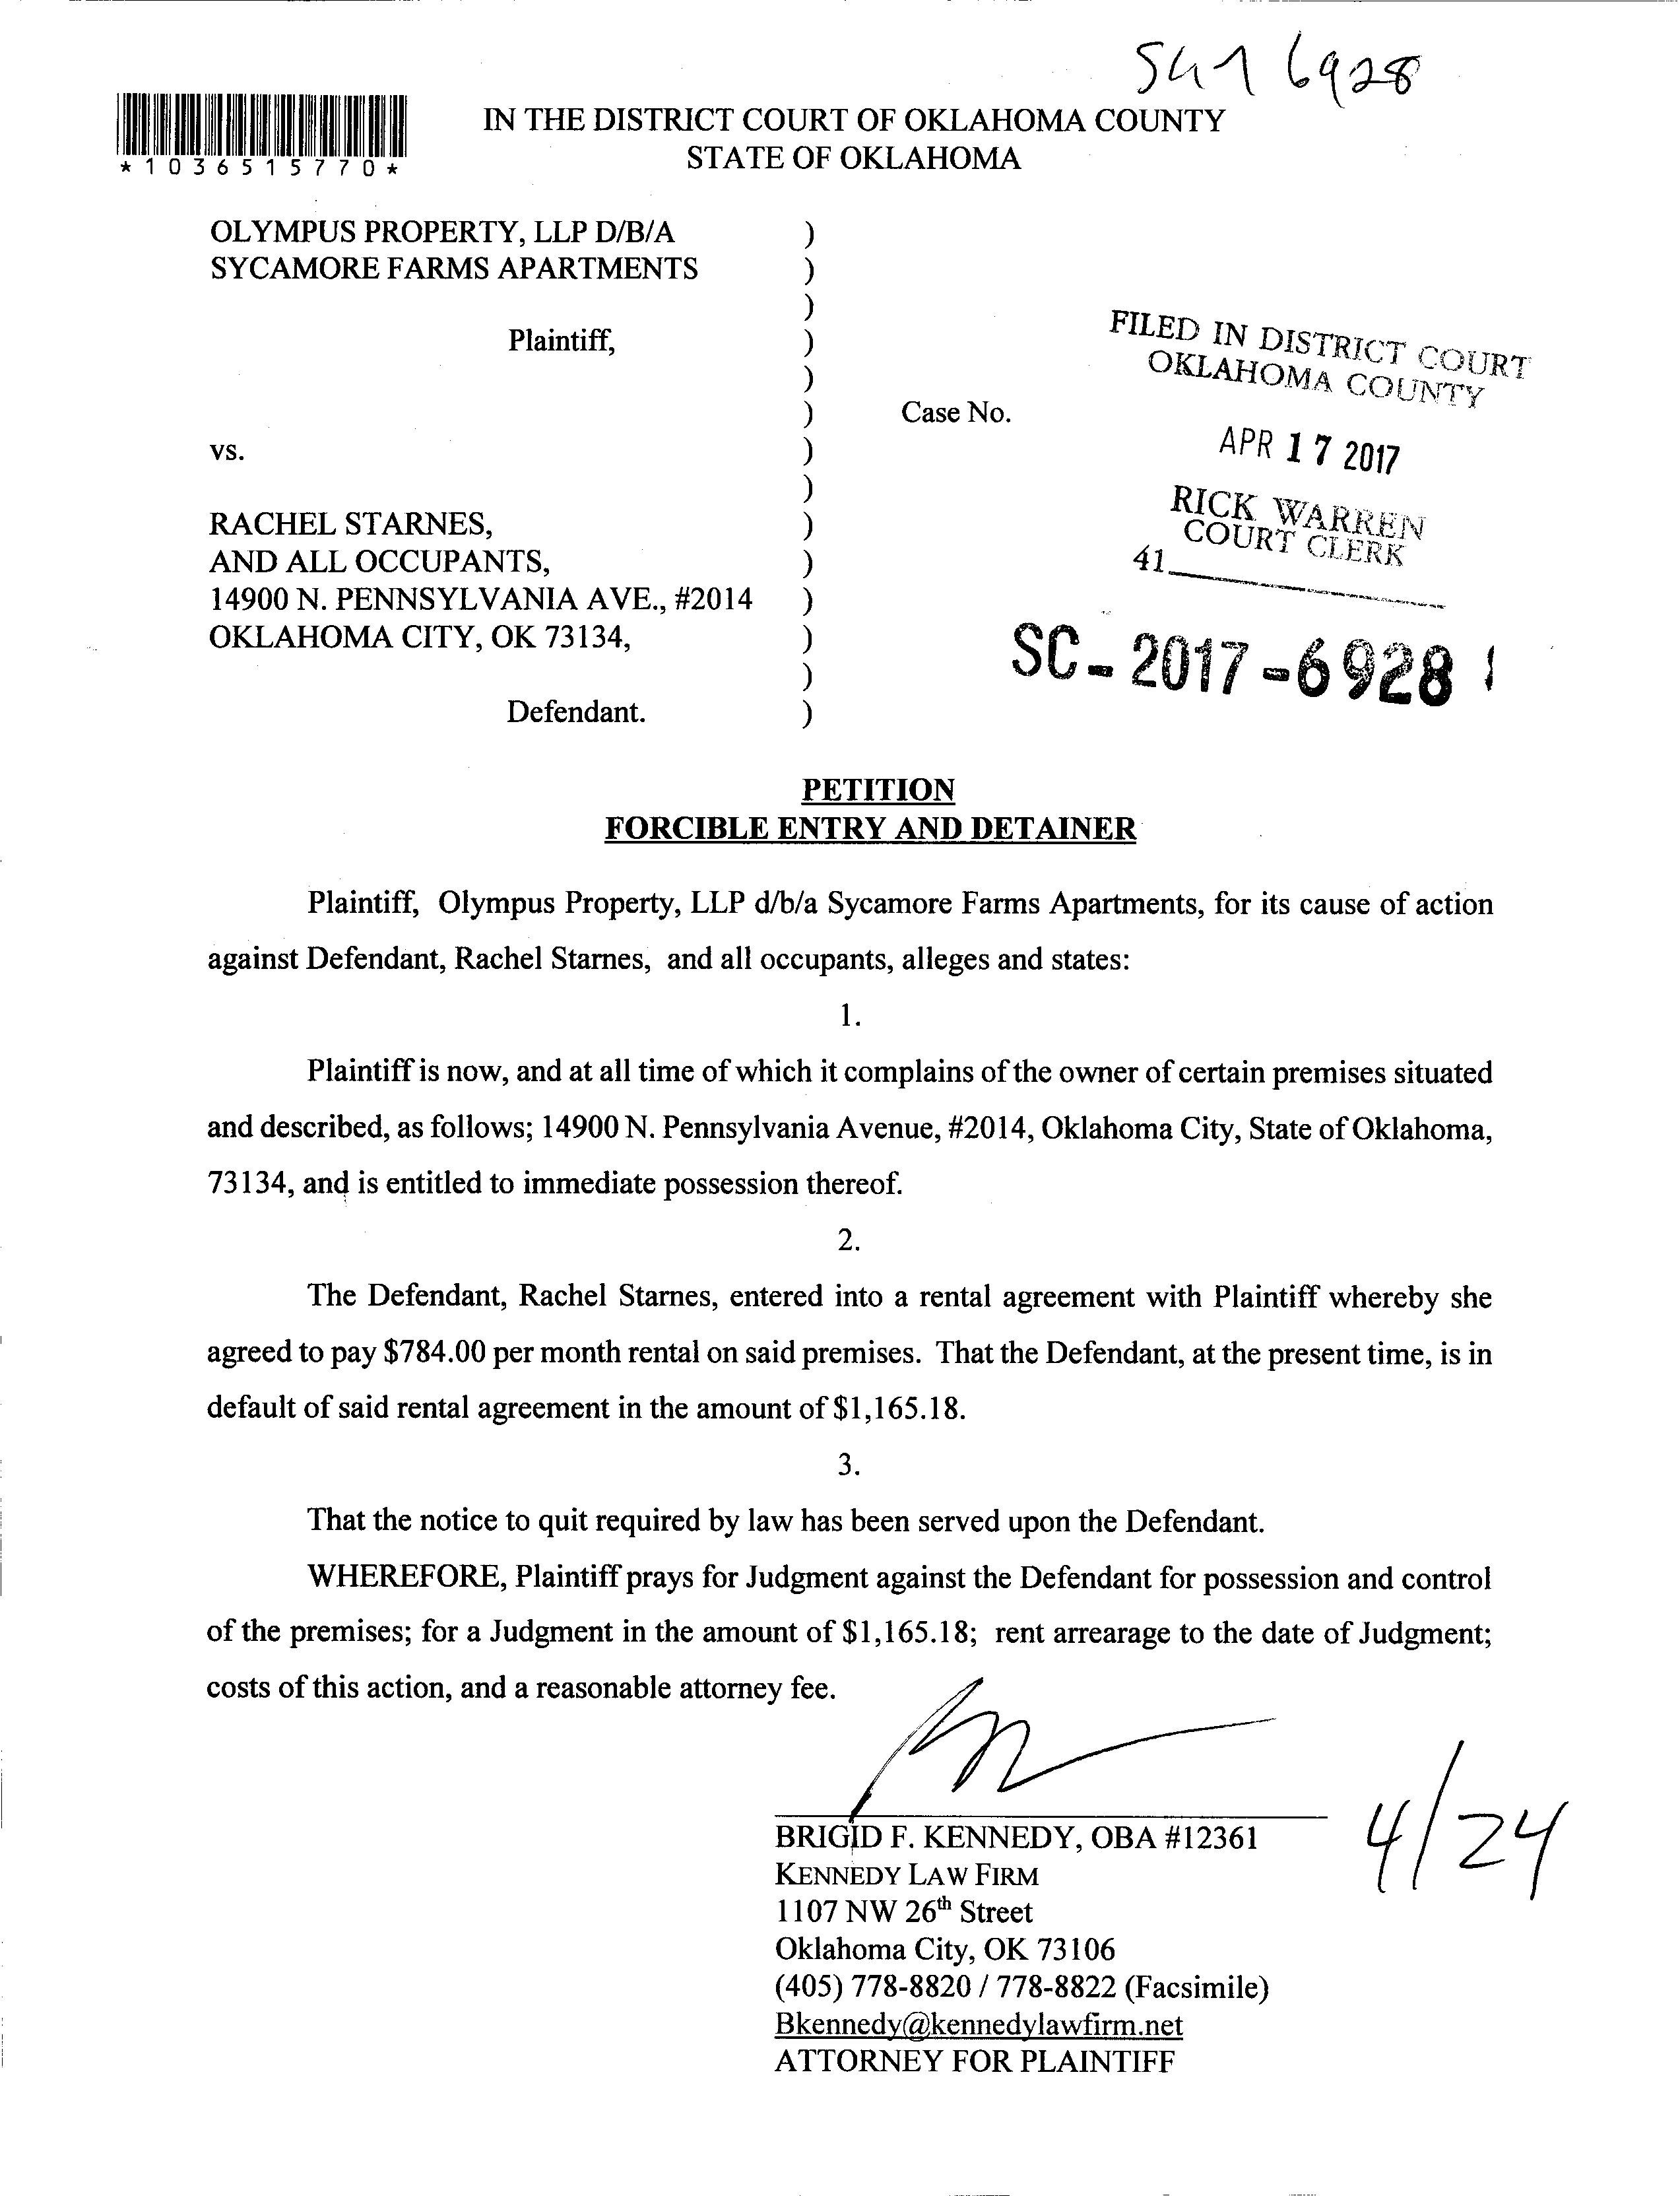 SC17 6928
*1036515770*
IN THE DISTRICT COURT OF OKLAHOMA COUNTY
STATE OF OKLAHOMA
OLYMPUS PROPERTY, LLP D/B/A )
SYCAMORE FARMS APARTMENTS )
)
Plaintiff, )
)
) Case No.
vs. )
)
RACHEL STARNES, )
AND ALL OCCUPANTS, )
14900 N. PENNSYLVANIA AVE., #2014 )
OKLAHOMA CITY, OK 73134, )
)
Defendant. )
FILED IN DISTRICT COURT
OKLAHOMA COUNTY
APR 17 2017
RICK WARREN
COURT CLERK
41
SC-2017-6928
PETITION
FORCIBLE ENTRY AND DETAINER
Plaintiff, Olympus Property, LLP d/b/a Sycamore Farms Apartments, for its cause of action
against Defendant, Rachel Starnes, and all occupants, alleges and states:
1.
Plaintiff is now, and at all time of which it complains of the owner of certain premises situated
and described, as follows; 14900 N. Pennsylvania Avenue, #2014, Oklahoma City, State of Oklahoma,
73134, and is entitled to immediate possession thereof.
2.
The Defendant, Rachel Starnes, entered into a rental agreement with Plaintiff whereby she
agreed to pay $784.00 per month rental on said premises. That the Defendant, at the present time, is in
default of said rental agreement in the amount of $1,165.18.
3.
That the notice to quit required by law has been served upon the Defendant.
WHEREFORE, Plaintiff prays for Judgment against the Defendant for possession and control
of the premises; for a Judgment in the amount of $1,165.18; rent arrearage to the date of Judgment;
costs of this action, and a reasonable attorney fee.
BRIGID F. KENNEDY, OBA #12361
KENNEDY LAW FIRM
1107 NW 26th Street
Oklahoma City, OK 73106
(405) 778-8820 / 778-8822 (Facsimile)
Bkennedy@kennedylawfirm.net
ATTORNEY FOR PLAINTIFF
4/24